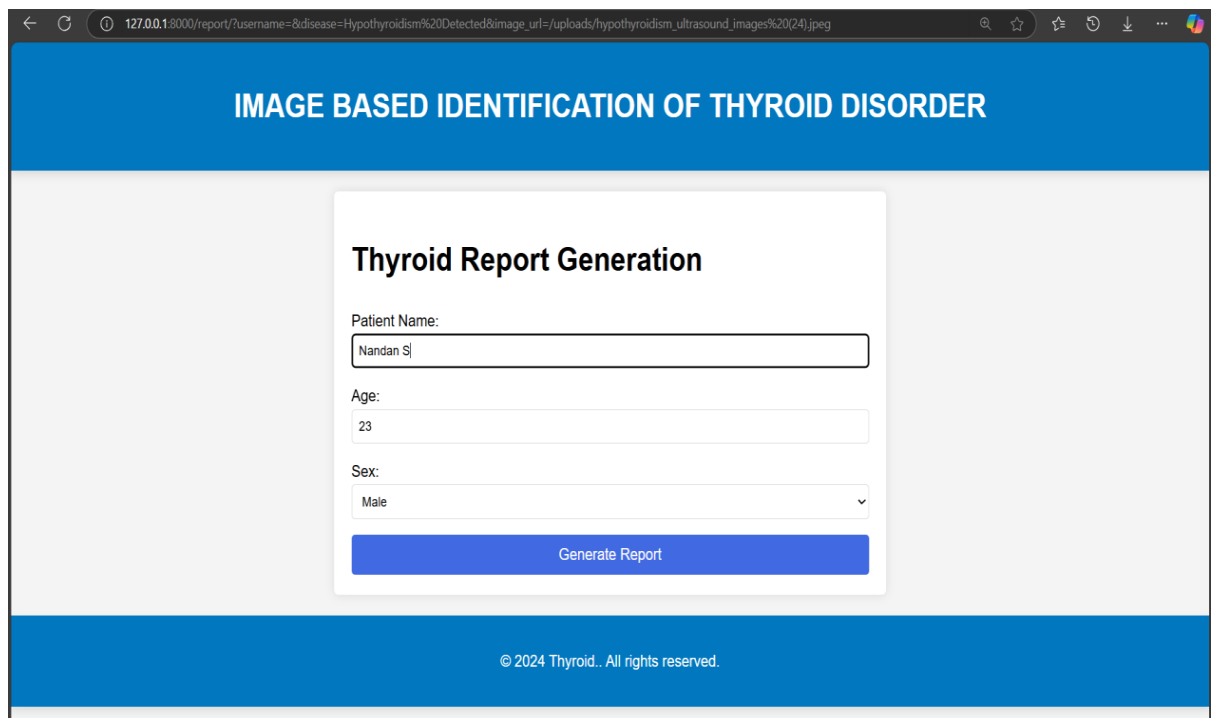 127.0.0.1:8000/report/?username=&disease=Hypothyroidism%20Detected&image_url=/uploads/hypothyroidism_ultrasound_images%20(24).jpeg
IMAGE BASED IDENTIFICATION OF THYROID DISORDER
Thyroid Report Generation
Patient Name:
Nandan S
Age:
23
Sex:
Male
Generate Report
© 2024 Thyroid.. All rights reserved.